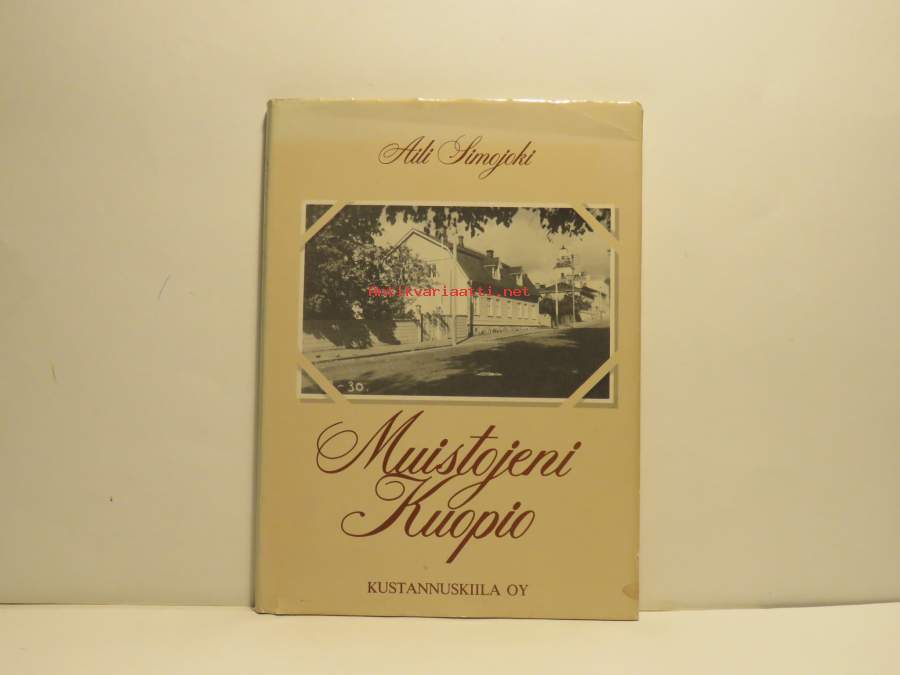 Aili Simojoki
Antikvariaatti.net
-30.
Muistojeni
Kuopio
KUSTANNUSKIILA OY